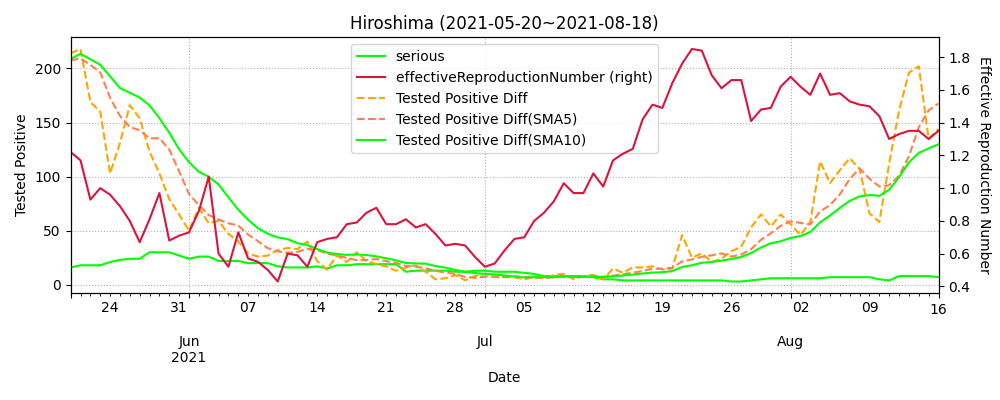 Hiroshima (2021-05-20~2021-08-18)
serious
effectiveReproductionNumber (right)
Tested Positive Diff
Tested Positive Diff(SMA5)
Tested Positive Diff(SMA10)
Tested Positive
200
150
100
50
0
1.8
1.6
1.4
1.2
1.0
0.8
0.6
0.4
Effective Reproduction Number
24 31 07 14 21 28 05 12 19 26 02 09 16
Jun Jul Aug
2021
Date